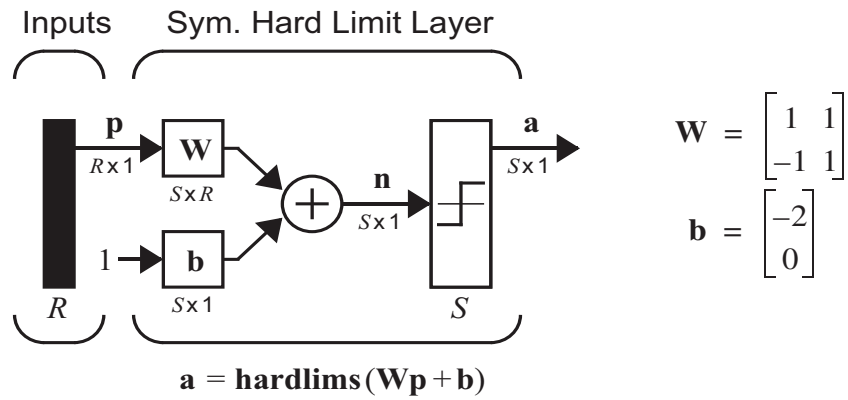 Inputs Sym. Hard Limit Layer
p a
R x 1 W S x 1
S x R n
S x 1
1 b
R S x 1 S
a = hardlims(Wp + b)
W = [1 1
−1 1]
b = [−2
0]